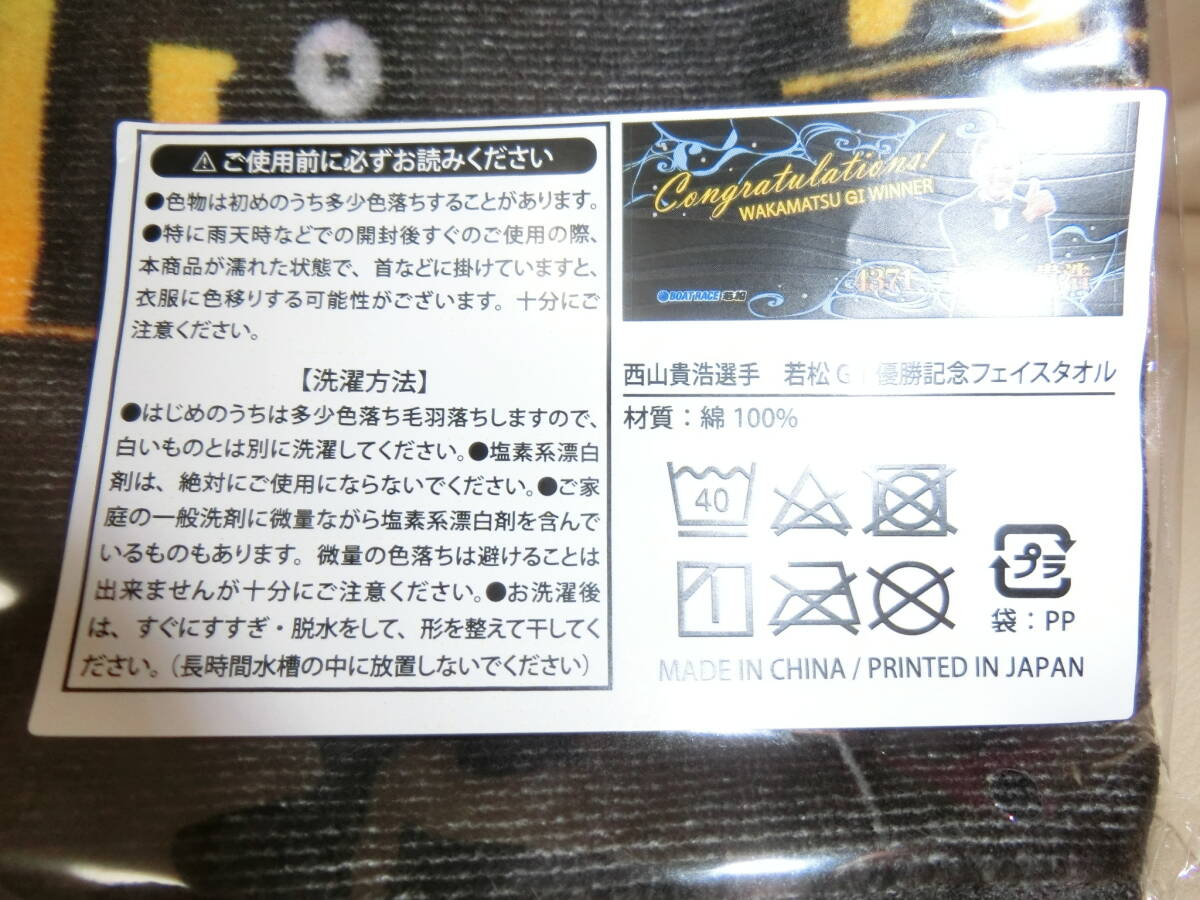 ⚠ ご使用前に必ずお読みください
●色物は初めのうち多少色落ちすることがあります。
●特に雨天時などでの開封後すぐのご使用の際、
本商品が濡れた状態で、首などに掛けていますと、
衣服に色移りする可能性がございます。十分にご
注意ください。
【洗濯方法】
●はじめのうちは多少色落ち毛羽落ちしますので、
白いものとは別に洗濯してください。●塩素系漂白
剤は、絶対にご使用にならないでください。●ご家
庭の一般洗剤に微量ながら塩素系漂白剤を含んで
いるものもあります。微量の色落ちは避けることは
出来ませんが十分にご注意ください。●お洗濯後
は、すぐにすすぎ・脱水をして、形を整えて干してく
ださい。（長時間水槽の中に放置しないでください）
Congratulations!
WAKAMATSU GI WINNER
4371 貴浩
BOAT RACE 若松
西山貴浩選手 若松 G 優勝記念フェイスタオル
材質：綿 100%
40
プラ
袋：PP
MADE IN CHINA / PRINTED IN JAPAN